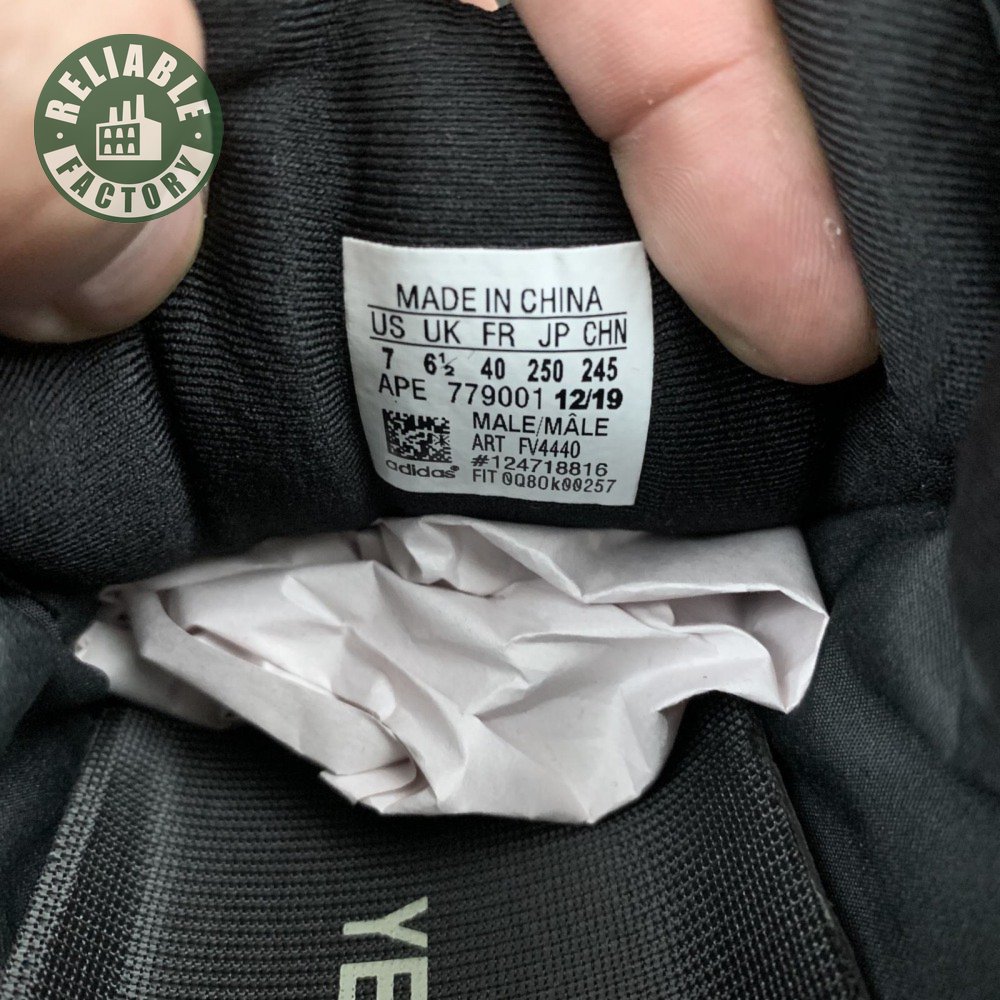 RELIABLE
FACTORY
MADE IN CHINA
US UK FR JP CHN
7 6½ 40 250 245
APE 779001 12/19
MALE/MÂLE
ART FV4440
#124718816
adidas®
FIT 0Q80k00257
YE